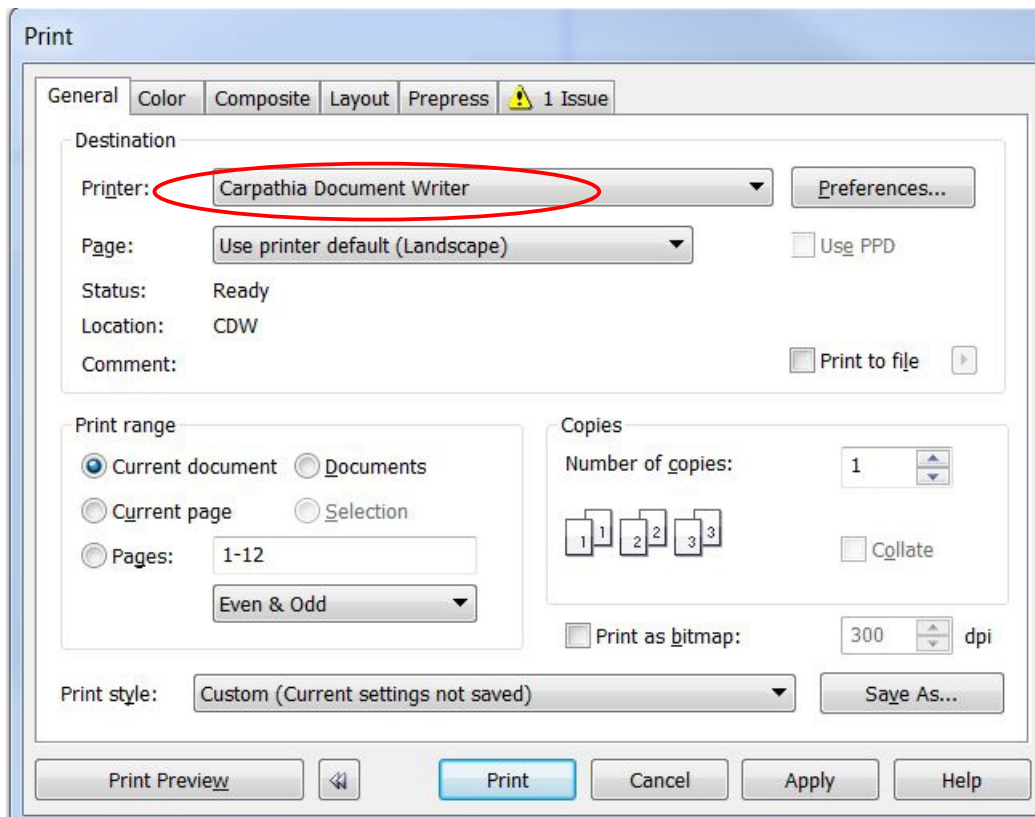 Print
General Color Composite Layout Prepress 1 Issue
Destination
Printer: Carpathia Document Writer Preferences...
Page: Use printer default (Landscape) Use PPD
Status: Ready
Location: CDW
Comment: Print to file
Print range
Current document Documents
Current page Selection
Pages: 1-12
Even & Odd
Copies
Number of copies: 1
1 1 2 2 3 3
Collate
Print as bitmap: 300 dpi
Print style: Custom (Current settings not saved) Save As...
Print Preview Print Cancel Apply Help